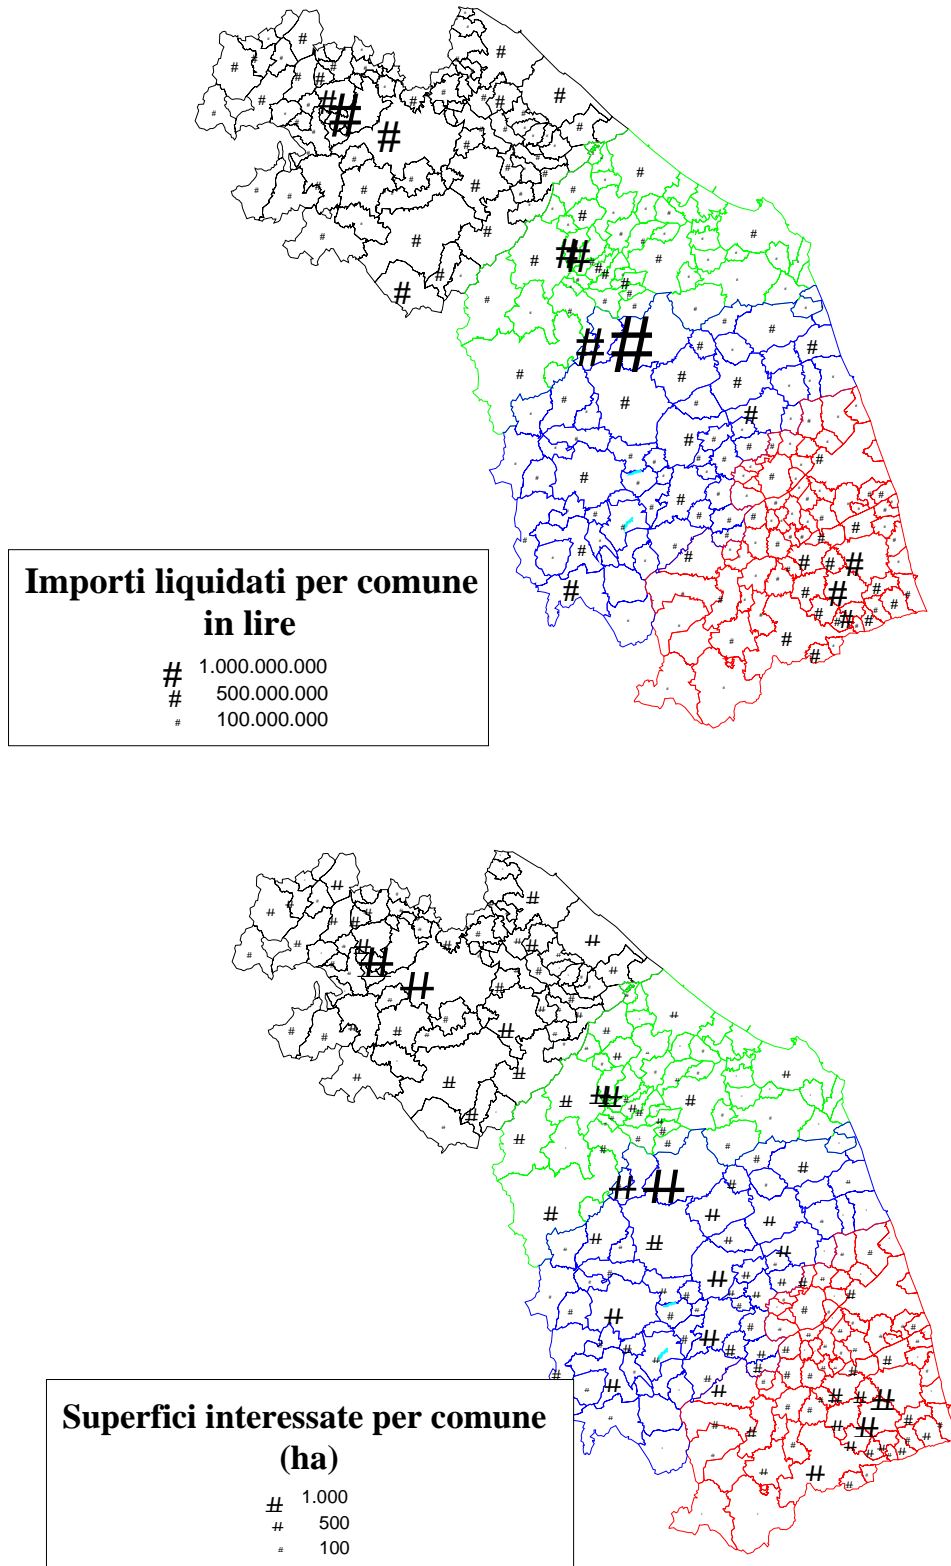 Importi liquidati per comune
in lire
# 1.000.000.000
# 500.000.000
# 100.000.000
Superfici interessate per comune
(ha)
# 1.000
# 500
# 100